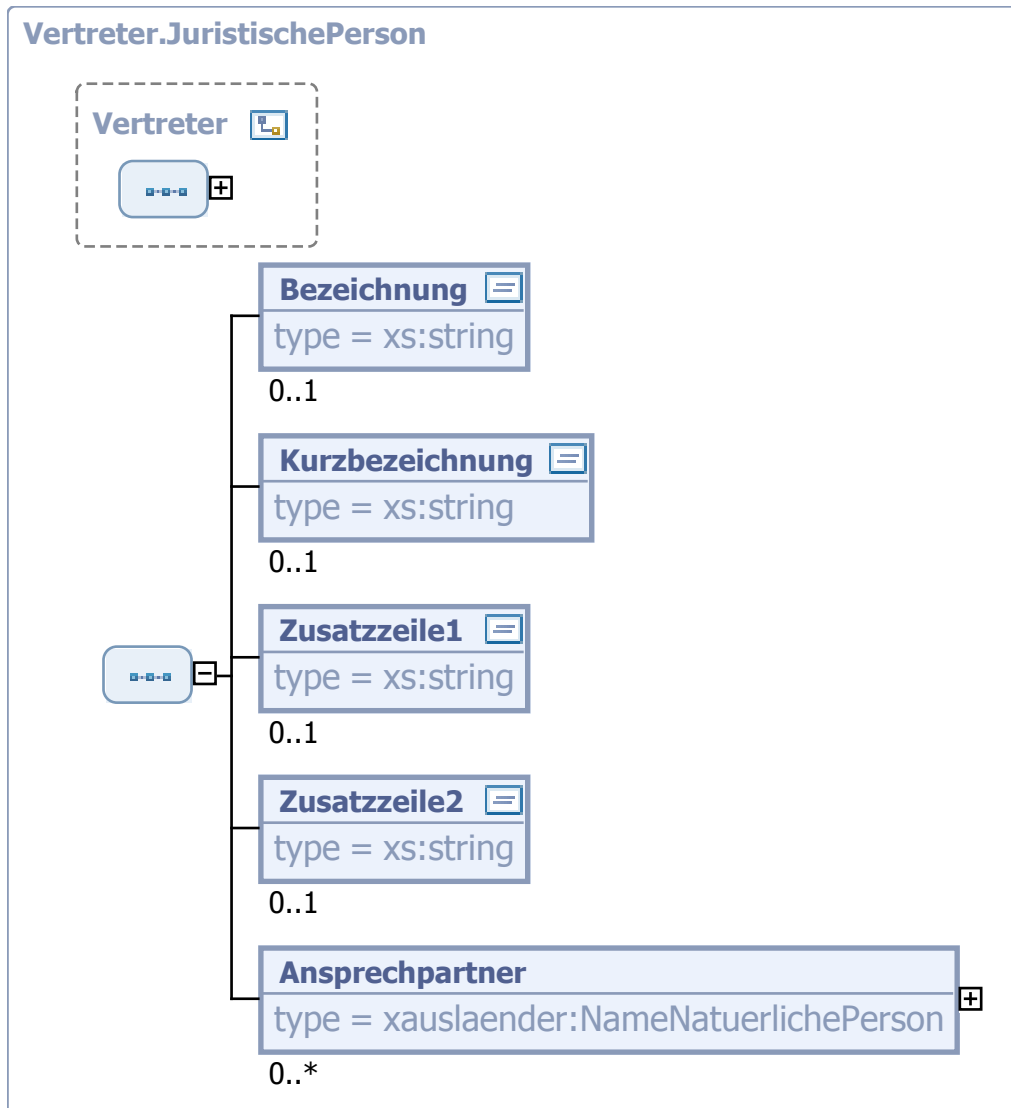 Vertreter.JuristischePerson
Vertreter
Bezeichnung
type = xs:string
0..1
Kurzbezeichnung
type = xs:string
0..1
Zusatzzeile1
type = xs:string
0..1
Zusatzzeile2
type = xs:string
0..1
Ansprechpartner
type = xauslaender:NameNatuerlichePerson
0..*